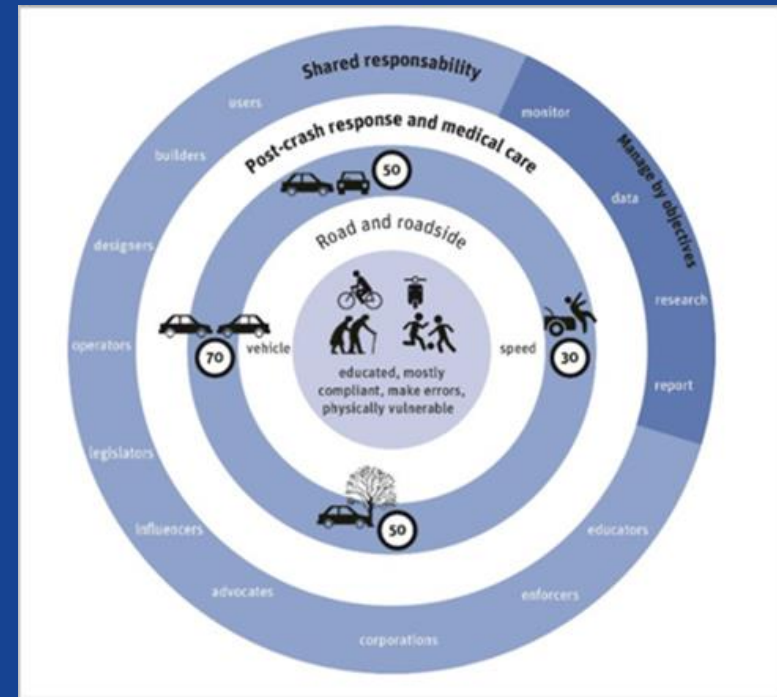 Shared responsability
users
monitor
builders
Manage by objectives
Post-crash response and medical care
50
data
designers
Road and roadside
research
operators
70
vehicle
speed
30
educated, mostly
compliant, make errors,
physically vulnerable
report
legislators
50
influencers
educators
advocates
enforcers
corporations